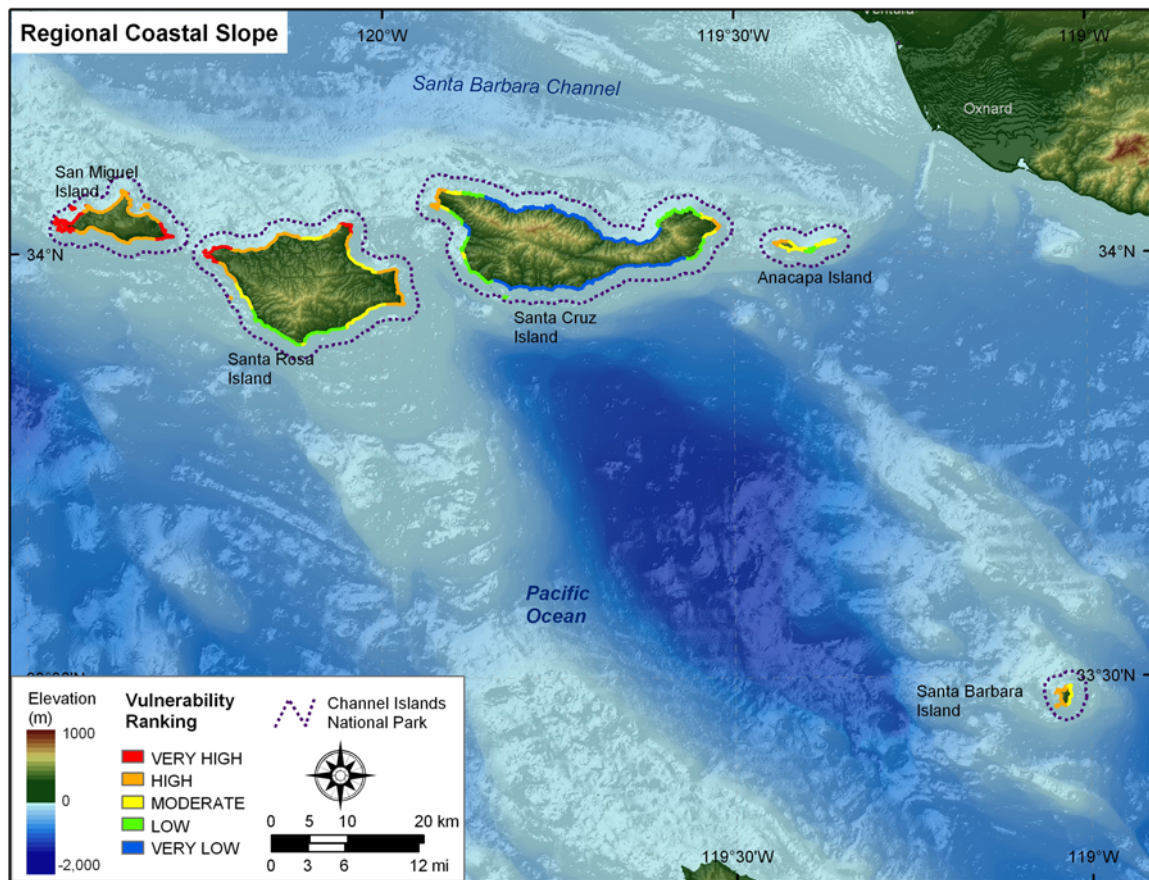 Regional Coastal Slope
120°W
119°30'W
119°W
Ventura
Santa Barbara Channel
Oxnard
San Miguel
Island
34°N
34°N
Anacapa Island
Santa Cruz
Island
Santa Rosa
Island
Pacific
Ocean
33°30'N
Santa Barbara
Island
Elevation
(m)
1000
0
-2,000
Vulnerability
Ranking
VERY HIGH
HIGH
MODERATE
LOW
VERY LOW
Channel Islands
National Park
0 5 10 20 km
0 3 6 12 mi
119°30'W
119°W